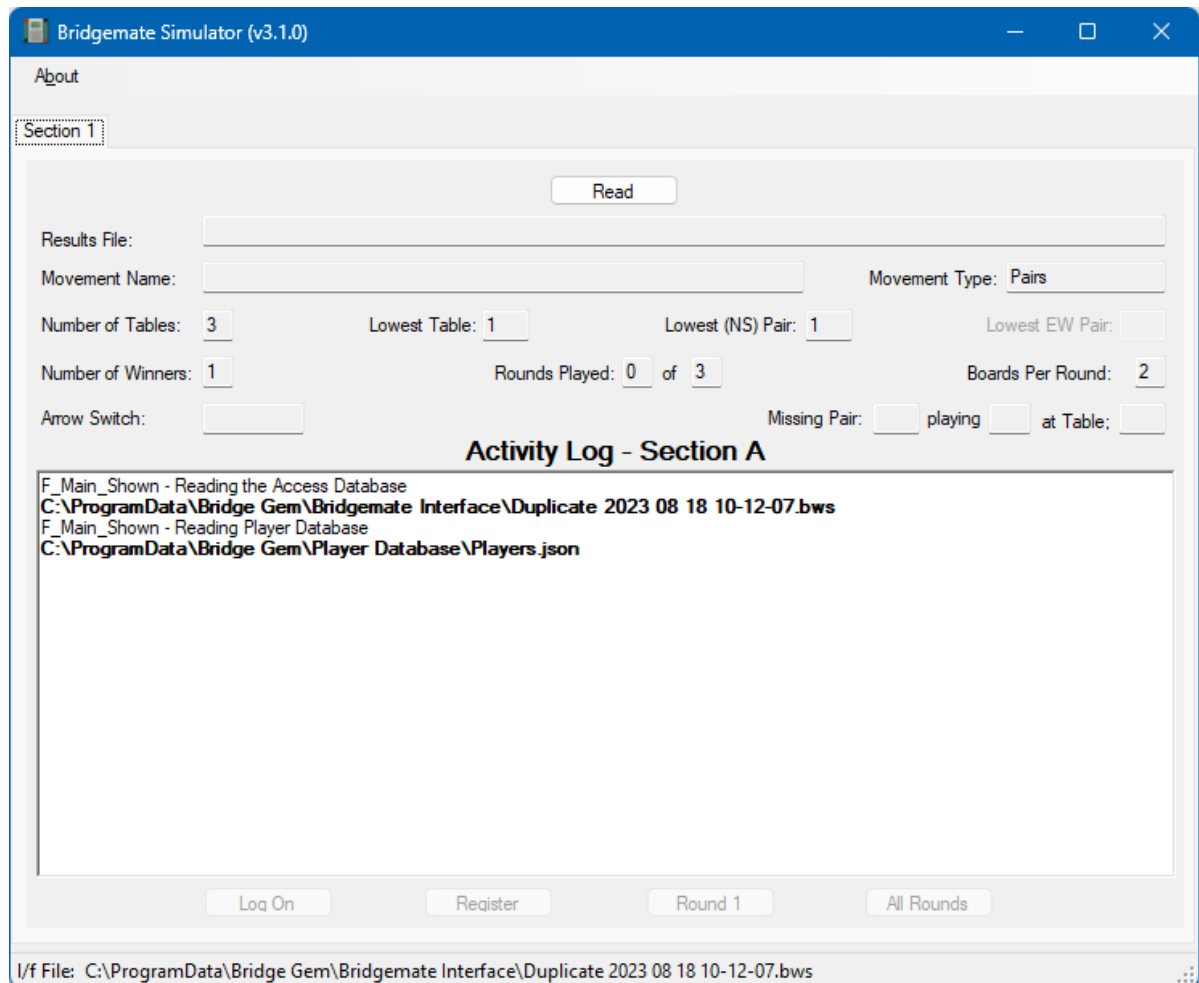 Bridgemate Simulator (v3.1.0)
About
Section 1
Read
Results File:
Movement Name: Movement Type: Pairs
Number of Tables: 3 Lowest Table: 1 Lowest (NS) Pair: 1 Lowest EW Pair:
Number of Winners: 1 Rounds Played: 0 of 3 Boards Per Round: 2
Arrow Switch: Missing Pair: playing at Table;
Activity Log - Section A
F_Main_Shown - Reading the Access Database
C:\ProgramData\Bridge Gem\Bridgemate Interface\Duplicate 2023 08 18 10-12-07.bws
F_Main_Shown - Reading Player Database
C:\ProgramData\Bridge Gem\Player Database\Players.json
Log On Register Round 1 All Rounds
I/f File: C:\ProgramData\Bridge Gem\Bridgemate Interface\Duplicate 2023 08 18 10-12-07.bws